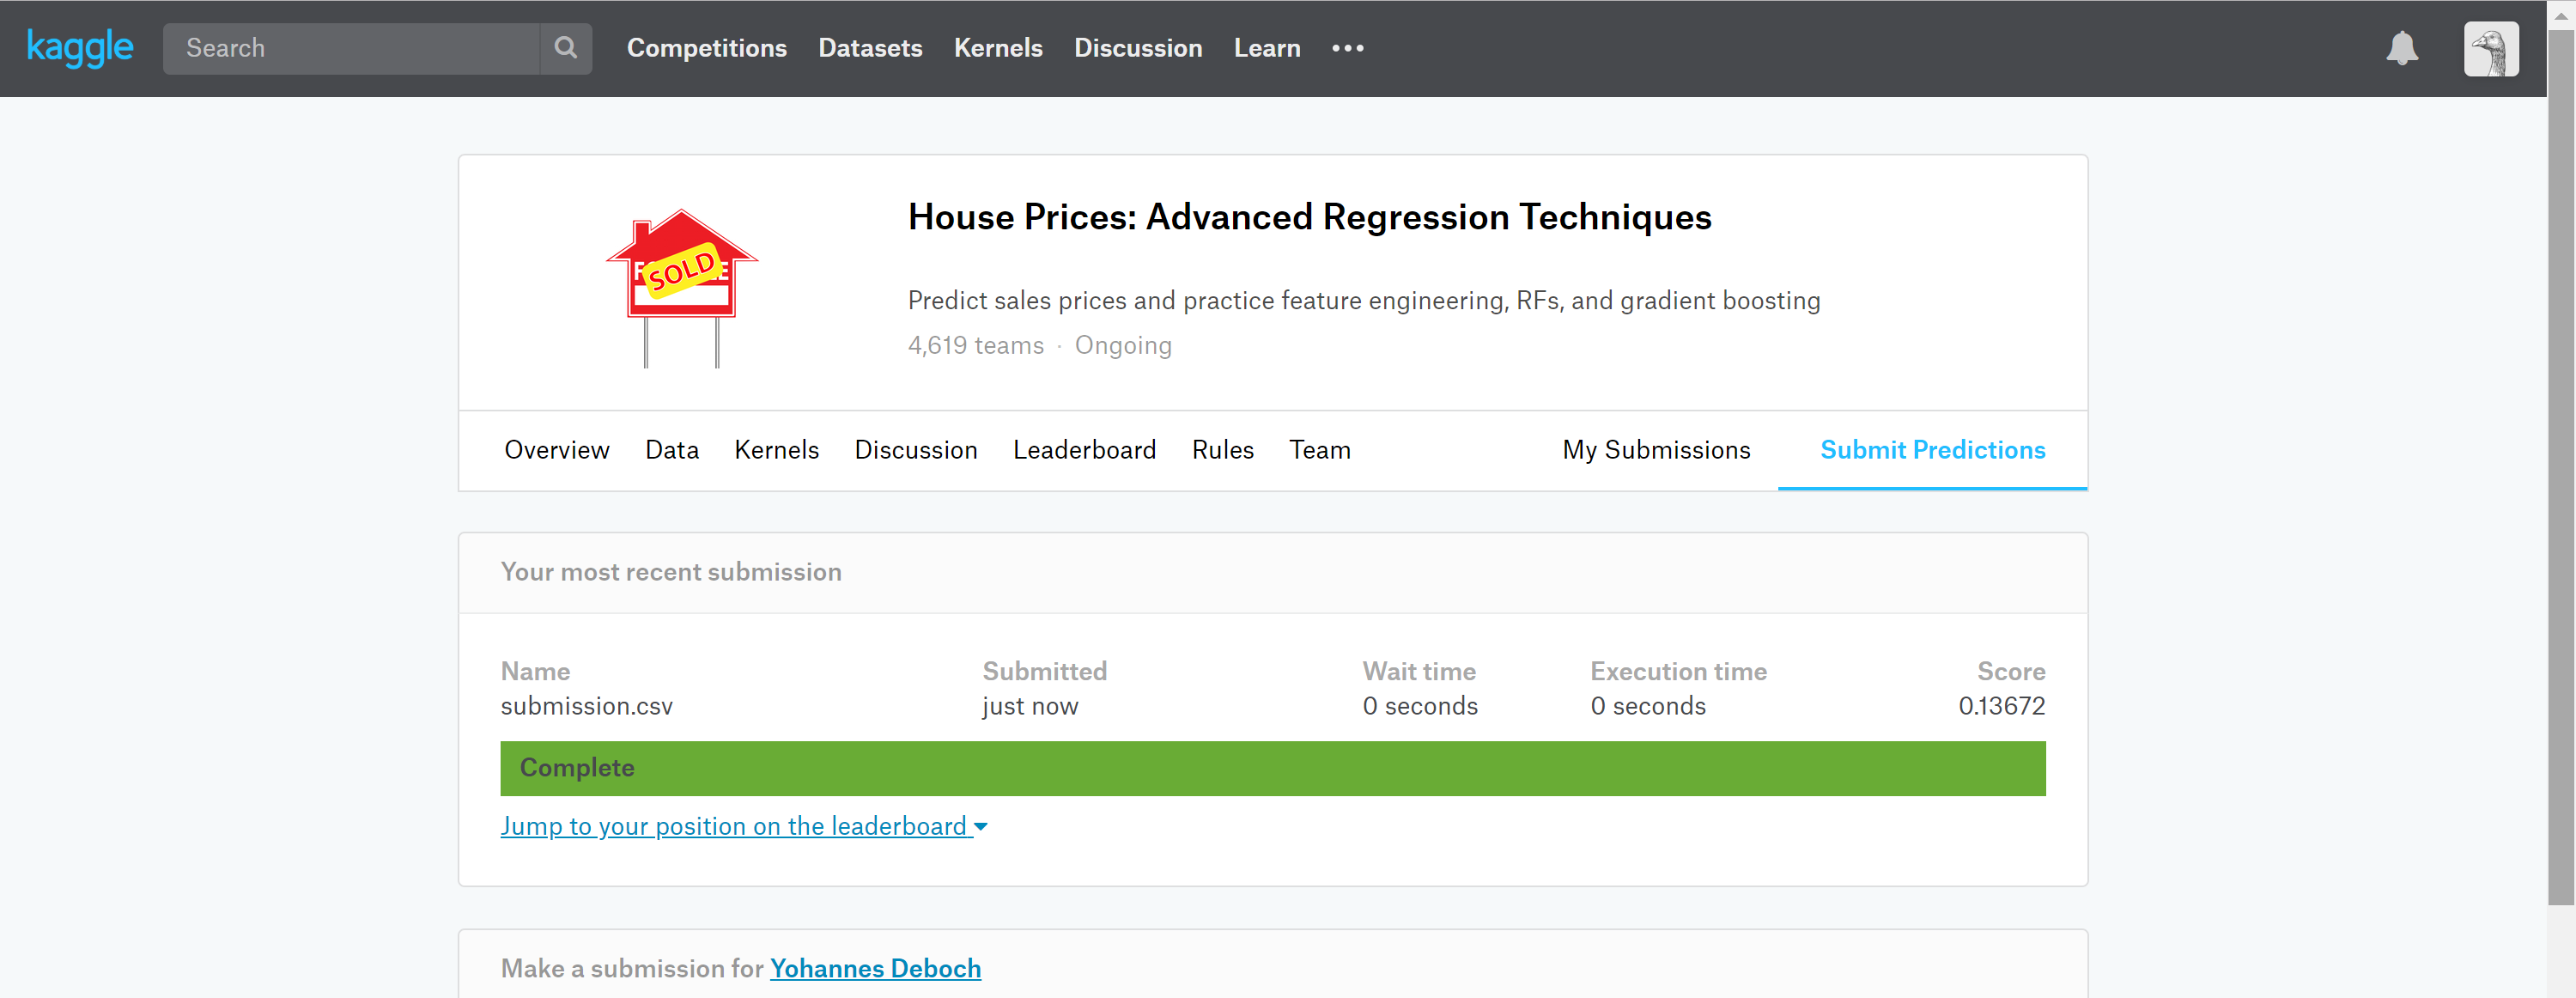 kaggle Search Competitions Datasets Kernels Discussion Learn
House Prices: Advanced Regression Techniques
SOLD
Predict sales prices and practice feature engineering, RFs, and gradient boosting
4,619 teams · Ongoing
Overview Data Kernels Discussion Leaderboard Rules Team My Submissions Submit Predictions
Your most recent submission
Name Submitted Wait time Execution time Score
submission.csv just now 0 seconds 0 seconds 0.13672
Complete
Jump to your position on the leaderboard
Make a submission for Yohannes Deboch